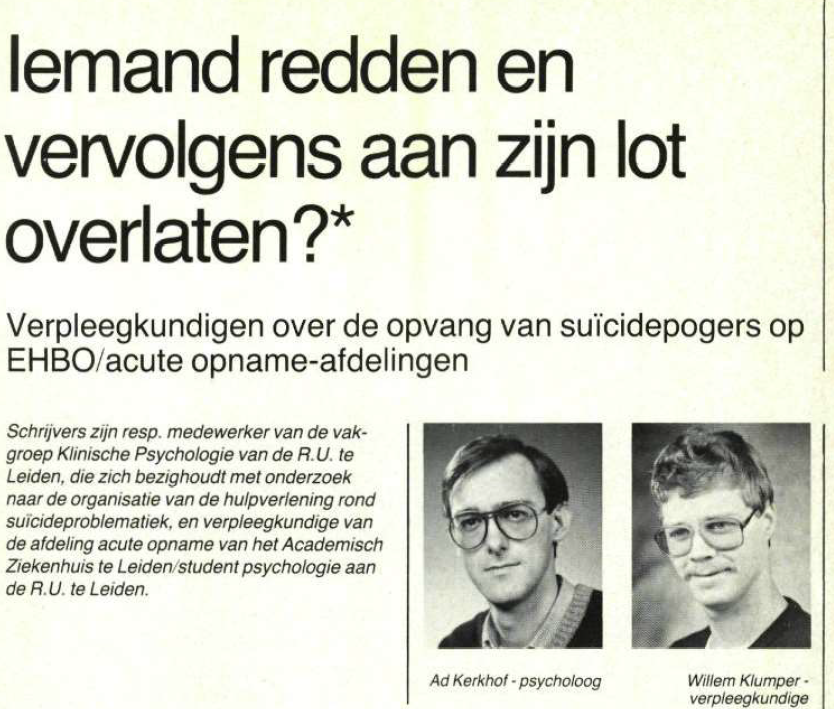 Iemand redden en
vervolgens aan zijn lot
overlaten?*
Verpleegkundigen over de opvang van suïcidepogers op
EHBO/acute opname-afdelingen
Schrijvers zijn resp. medewerker van de vak-
groep Klinische Psychologie van de R.U. te
Leiden, die zich bezighoudt met onderzoek
naar de organisatie van de hulpverlening rond
suïcideproblematiek, en verpleegkundige van
de afdeling acute opname van het Academisch
Ziekenhuis te Leiden/student psychologie aan
de R.U. te Leiden.
Ad Kerkhof - psycholoog
Willem Klumper -
verpleegkundige